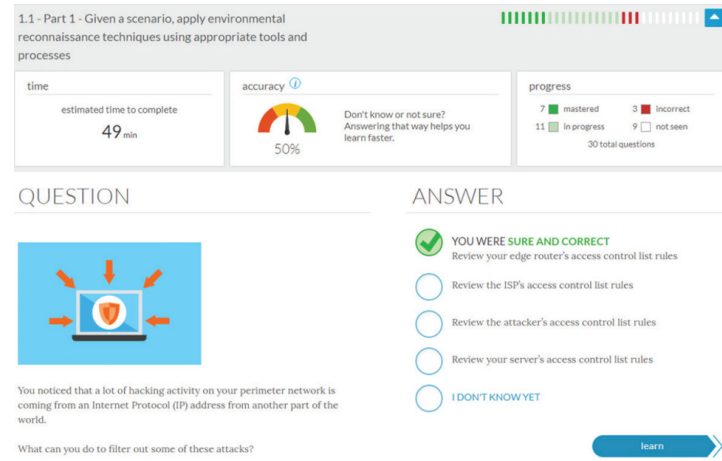 1.1 - Part 1 - Given a scenario, apply environmental
reconnaissance techniques using appropriate tools and
processes
time
estimated time to complete
49 min
accuracy i
50%
Don't know or not sure?
Answering that way helps you
learn faster.
progress
7 mastered 3 incorrect
11 in progress 9 not seen
30 total questions
QUESTION
You noticed that a lot of hacking activity on your perimeter network is
coming from an Internet Protocol (IP) address from another part of the
world.
What can you do to filter out some of these attacks?
ANSWER
YOU WERE SURE AND CORRECT
Review your edge router's access control list rules
Review the ISP's access control list rules
Review the attacker's access control list rules
Review your server's access control list rules
I DON'T KNOW YET
learn